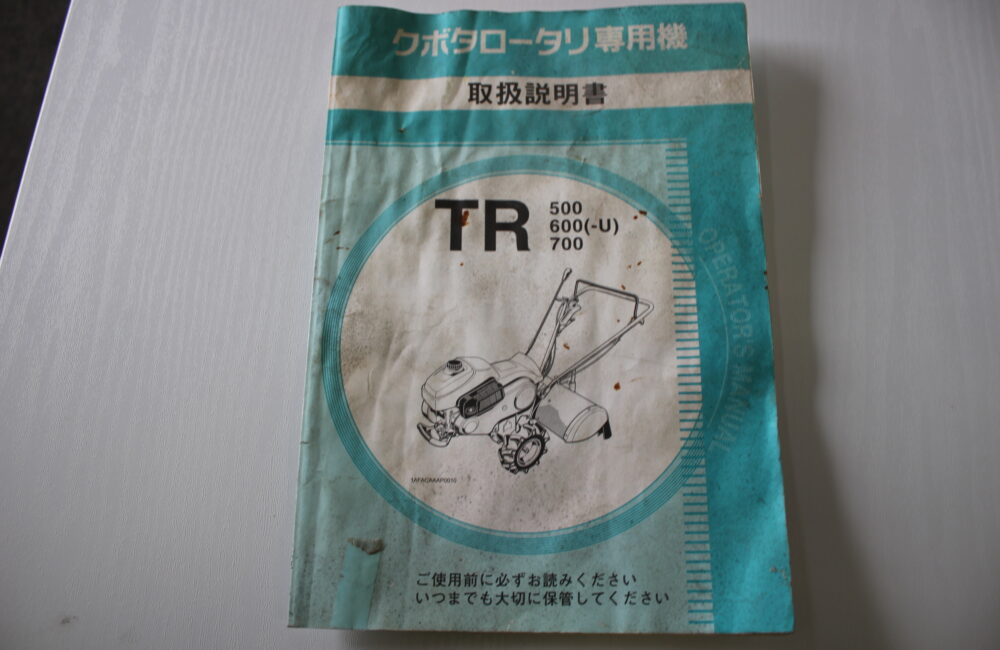 クボタロータリ専用機
取扱説明書
TR
500
600(-U)
700
OPERATOR'S MANUAL
1AFACAAAP0010
ご使用前に必ずお読みください
いつまでも大切に保管してください